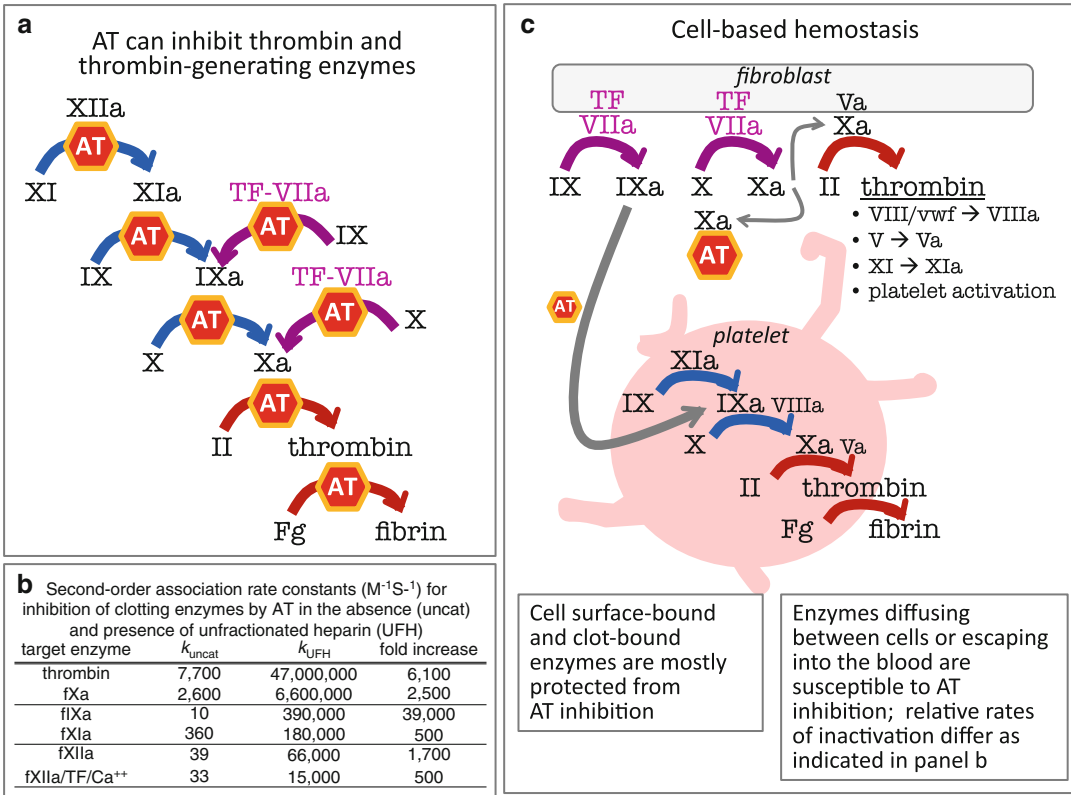 a
AT can inhibit thrombin and
thrombin-generating enzymes
XIIa
AT
XI
XIa
TF-VIIa
AT
AT
IX
IX
IXa
TF-VIIa
AT
AT
X
X
Xa
AT
II
thrombin
AT
Fg
fibrin
b
Second-order association rate constants (M-1S-1) for
inhibition of clotting enzymes by AT in the absence (uncat)
and presence of unfractionated heparin (UFH)
target enzyme kuncat kUFH fold increase
thrombin 7,700 47,000,000 6,100
fXa 2,600 6,600,000 2,500
fIXa 10 390,000 39,000
fXIa 360 180,000 500
fXIIa 39 66,000 1,700
fXIIa/TF/Ca++ 33 15,000 500
c
Cell-based hemostasis
fibroblast
TF
VIIa
TF
VIIa
Va
Xa
IX
IXa
X
Xa
II
thrombin
• VIII/vwf → VIIIa
• V → Va
• XI → XIa
• platelet activation
Xa
AT
AT
platelet
XIa
IX
IXa VIIIa
X
Xa Va
II
thrombin
Fg
fibrin
Cell surface-bound
and clot-bound
enzymes are mostly
protected from
AT inhibition
Enzymes diffusing
between cells or escaping
into the blood are
susceptible to AT
inhibition; relative rates
of inactivation differ as
indicated in panel b